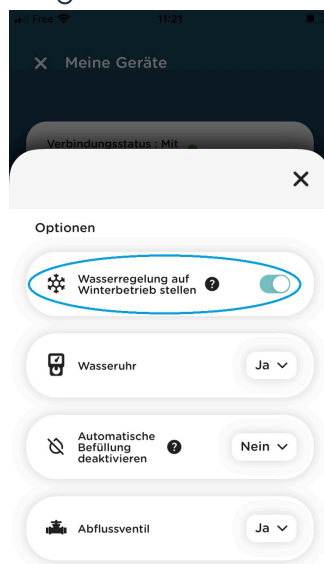 Free 11:21
Meine Geräte
Verbindungsstatus : Mit
Optionen
Wasserregelung auf
Winterbetrieb stellen
?
Wasseruhr
Ja
Automatische
Befüllung
deaktivieren
?
Nein
Abflussventil
Ja